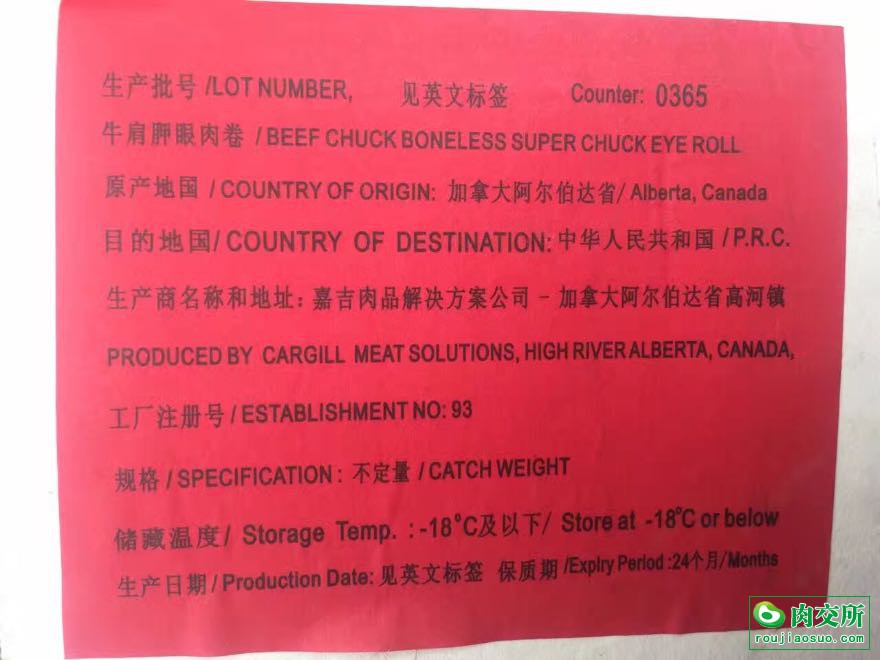 生产批号 /LOT NUMBER, 见英文标签 Counter: 0365
牛肩胛眼肉卷 / BEEF CHUCK BONELESS SUPER CHUCK EYE ROLL
原产地国 / COUNTRY OF ORIGIN: 加拿大阿尔伯达省/ Alberta, Canada
目的地国/ COUNTRY OF DESTINATION: 中华人民共和国 / P.R.C.
生产商名称和地址: 嘉吉肉品解决方案公司 - 加拿大阿尔伯达省高河镇
PRODUCED BY CARGILL MEAT SOLUTIONS, HIGH RIVER ALBERTA, CANADA,
工厂注册号 / ESTABLISHMENT NO: 93
规格 / SPECIFICATION : 不定量 / CATCH WEIGHT
储藏温度/ Storage Temp. : -18°C及以下/ Store at -18°C or below
生产日期 / Production Date: 见英文标签 保质期 /Expiry Period :24个月/Months
肉交所
roujiaosuo.com